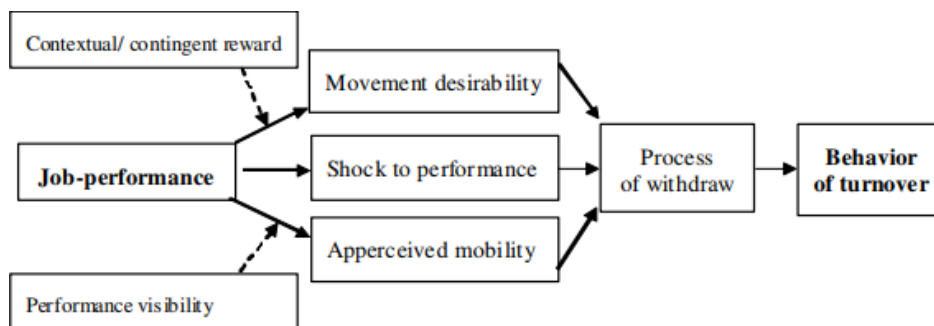 Contextual/ contingent reward
Movement desirability
Job-performance
Shock to performance
Process
of withdraw
Behavior
of turnover
Apperceived mobility
Performance visibility